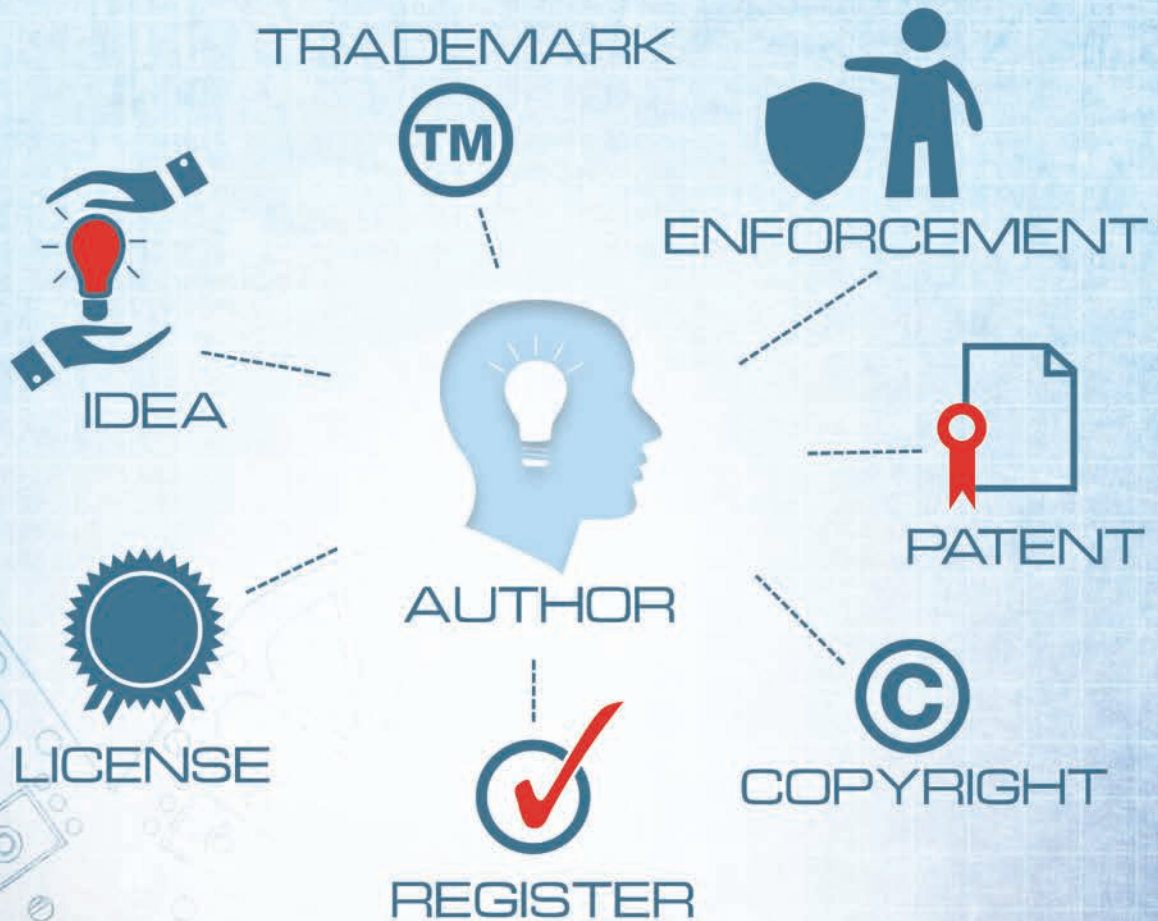 TRADEMARK
TM
ENFORCEMENT
IDEA
PATENT
AUTHOR
LICENSE
C
COPYRIGHT
REGISTER